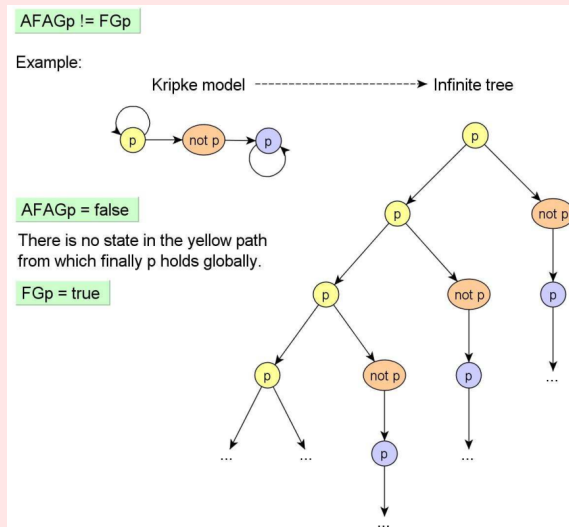 AFAGp != FGp
Example:
Kripke model
Infinite tree
p
not p
p
p
AFAGp = false
There is no state in the yellow path
from which finally p holds globally.
FGp = true
p
not p
p
not p
p
p
not p
p
...
...
...
p
...
...